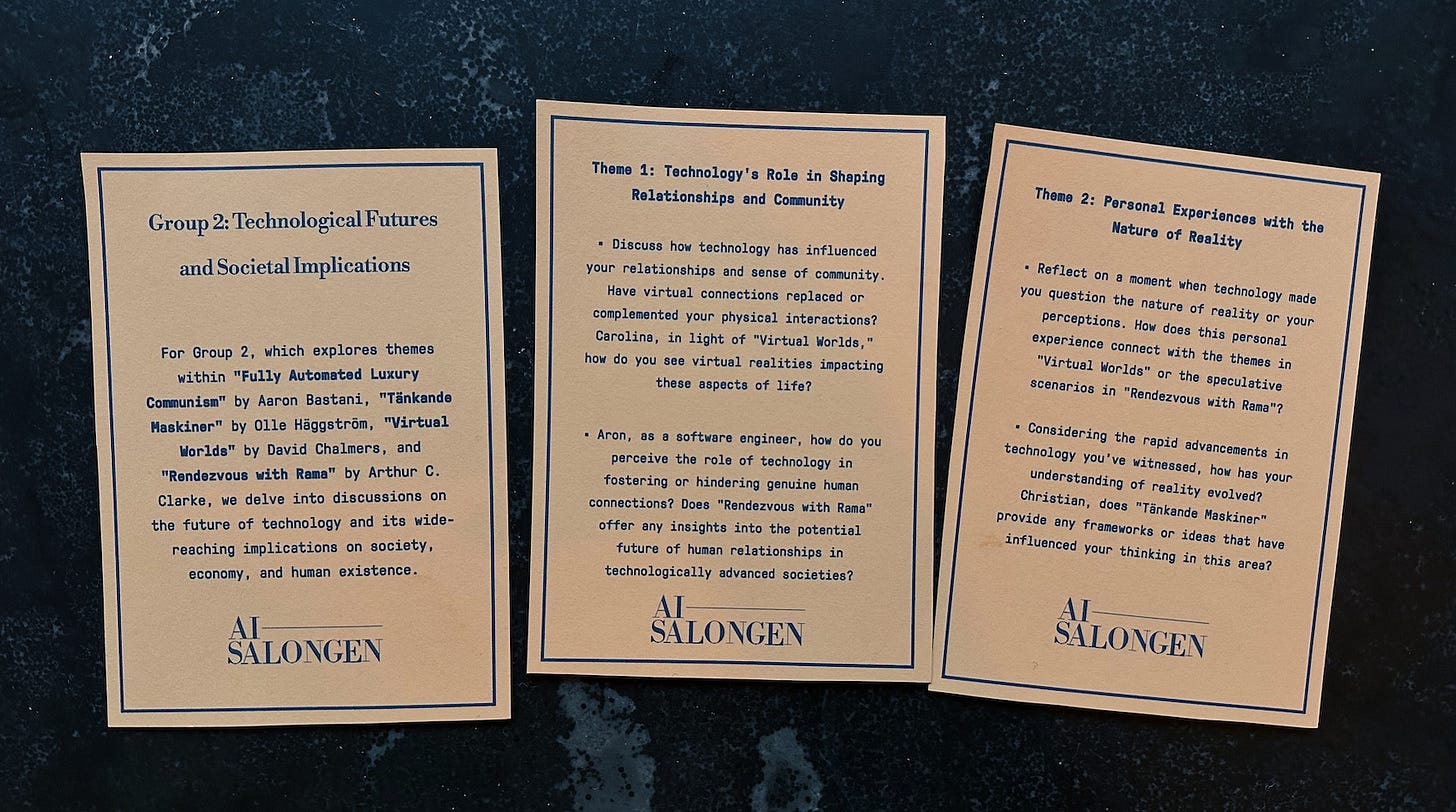 Group 2: Technological Futures
and Societal Implications
For Group 2, which explores themes
within "Fully Automated Luxury
Communism" by Aaron Bastani, "Tänkande
Maskiner" by Olle Häggström, "Virtual
Worlds" by David Chalmers, and
"Rendezvous with Rama" by Arthur C.
Clarke, we delve into discussions on
the future of technology and its wide-
reaching implications on society,
economy, and human existence.
AI
SALONGEN
Theme 1: Technology's Role in Shaping
Relationships and Community
▪ Discuss how technology has influenced
your relationships and sense of community.
Have virtual connections replaced or
complemented your physical interactions?
Carolina, in light of "Virtual Worlds,"
how do you see virtual realities impacting
these aspects of life?
▪ Aron, as a software engineer, how do you
perceive the role of technology in
fostering or hindering genuine human
connections? Does "Rendezvous with Rama"
offer any insights into the potential
future of human relationships in
technologically advanced societies?
AI
SALONGEN
Theme 2: Personal Experiences with the
Nature of Reality
▪ Reflect on a moment when technology made
you question the nature of reality or your
perceptions. How does this personal
experience connect with the themes in
"Virtual Worlds" or the speculative
scenarios in "Rendezvous with Rama"?
▪ Considering the rapid advancements in
technology you've witnessed, how has your
understanding of reality evolved?
Christian, does "Tänkande Maskiner"
provide any frameworks or ideas that have
influenced your thinking in this area?
AI
SALONGEN